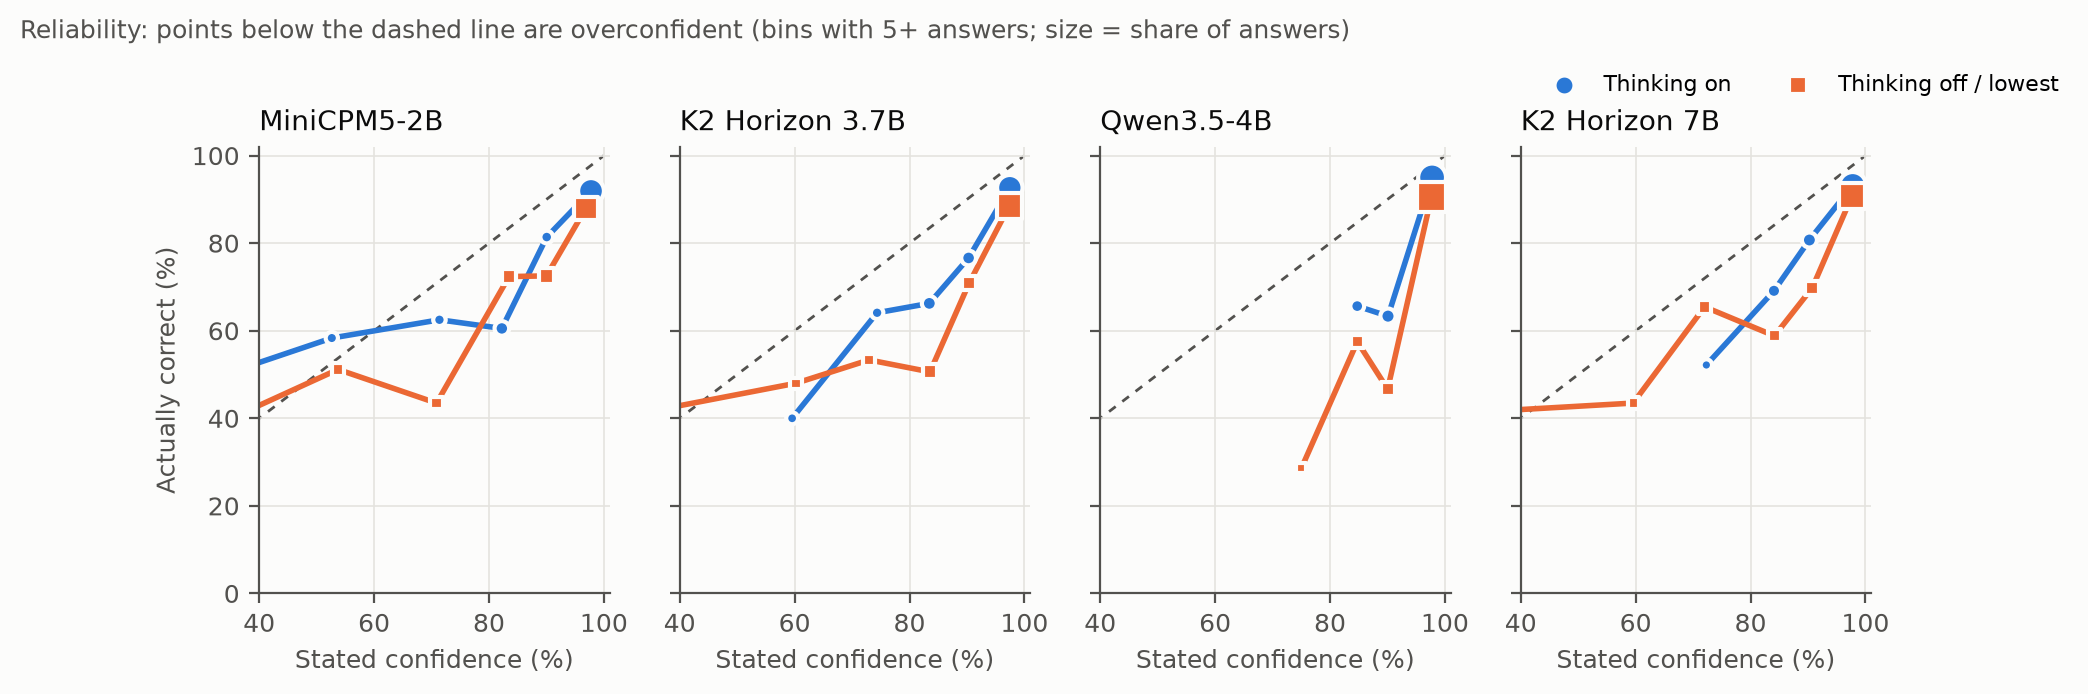 Reliability: points below the dashed line are overconfident (bins with 5+ answers; size = share of answers)
Thinking on
Thinking off / lowest
MiniCPM5-2B
K2 Horizon 3.7B
Qwen3.5-4B
K2 Horizon 7B
Actually correct (%)
100
80
60
40
20
0
40 60 80 100
40 60 80 100
40 60 80 100
40 60 80 100
Stated confidence (%)
Stated confidence (%)
Stated confidence (%)
Stated confidence (%)